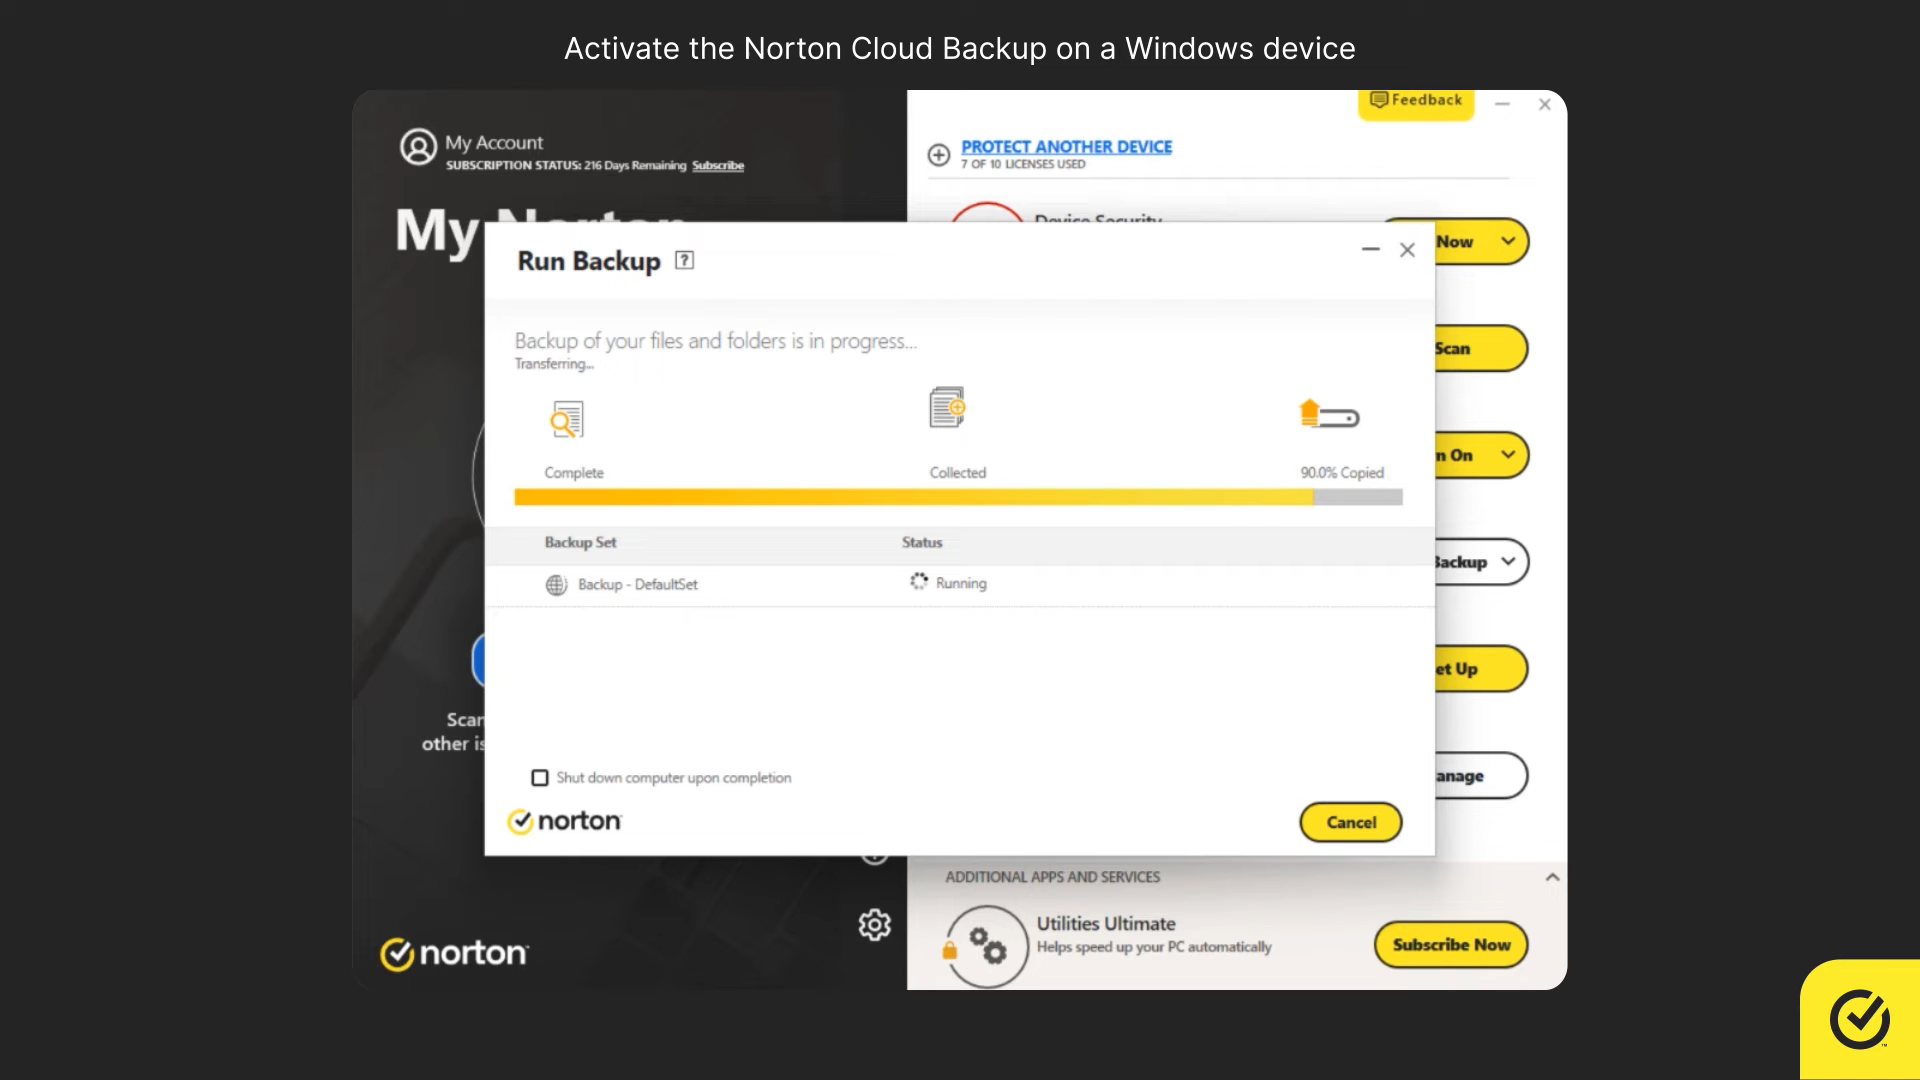 Activate the Norton Cloud Backup on a Windows device
Feedback
My Account
SUBSCRIPTION STATUS: 216 Days Remaining Subscribe
PROTECT ANOTHER DEVICE
7 OF 10 LICENSES USED
My Norton
Device Security
Now
Run Backup ?
Backup of your files and folders is in progress...
Transferring...
Scan
Complete
Collected
90.0% Copied
On
Backup Set
Status
Backup - DefaultSet
Running
Backup
et Up
Scan
other is
anage
Shut down computer upon completion
norton
Cancel
ADDITIONAL APPS AND SERVICES
Utilities Ultimate
Helps speed up your PC automatically
Subscribe Now
norton